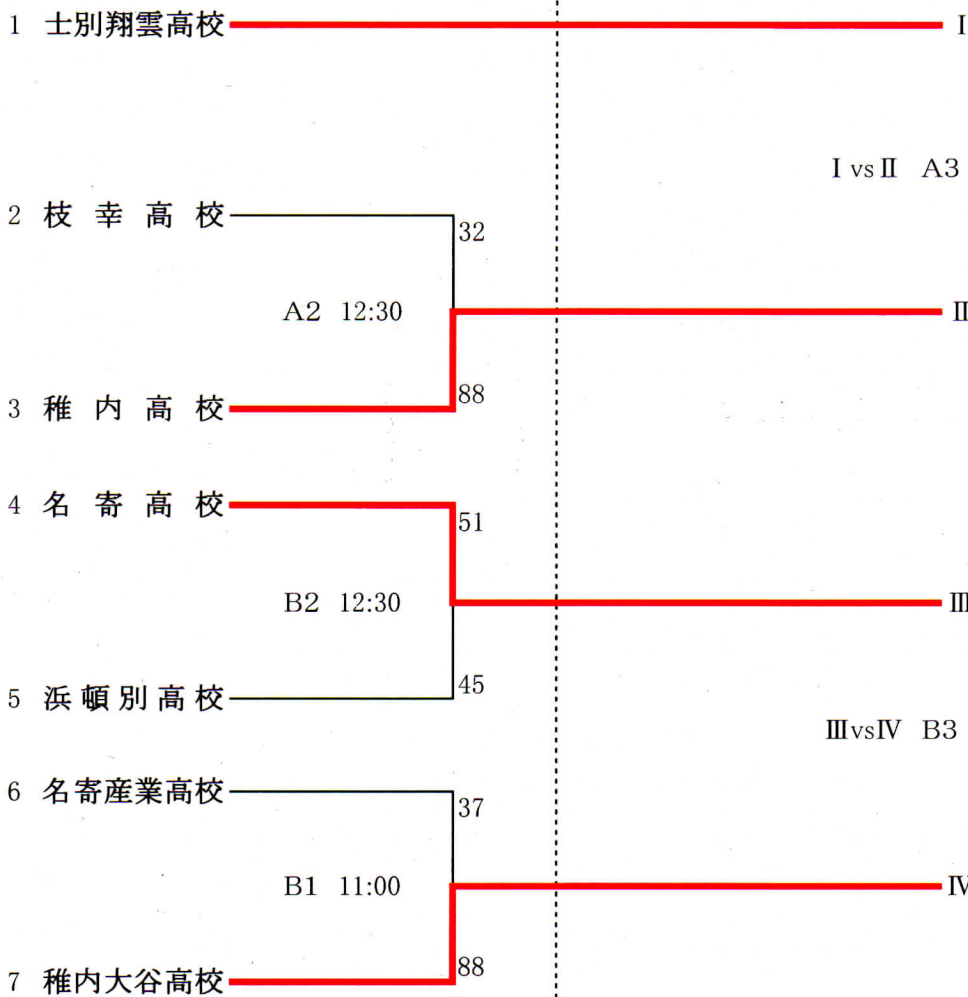 1 士別翔雲高校 Ⅰ
Ⅰ vs Ⅱ A3
2 枝幸高校
32
A2 12:30
Ⅱ
88
3 稚内高校
4 名寄高校
51
B2 12:30
Ⅲ
45
5 浜頓別高校
ⅢvsⅣ B3
6 名寄産業高校
37
B1 11:00
Ⅳ
88
7 稚内大谷高校